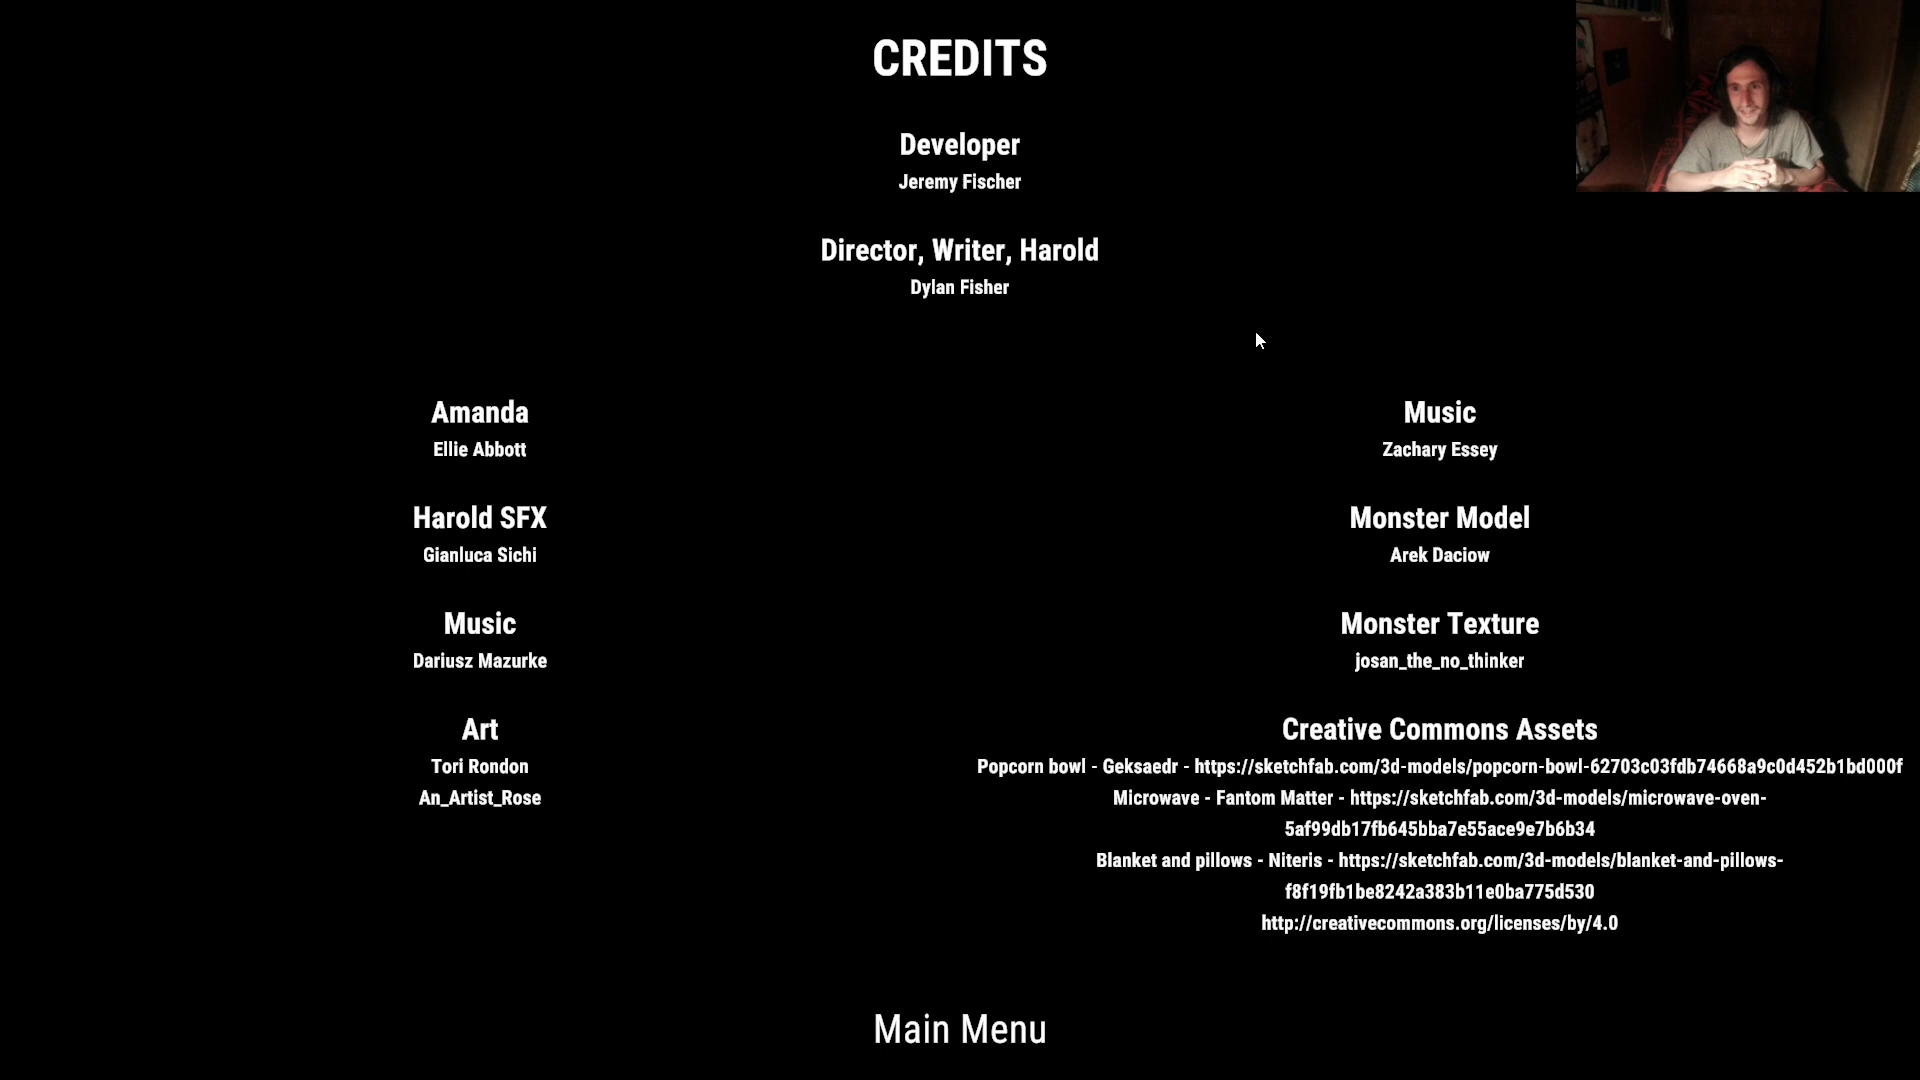 CREDITS
Developer
Jeremy Fischer
Director, Writer, Harold
Dylan Fisher
Amanda
Ellie Abbott
Harold SFX
Gianluca Sichi
Music
Dariusz Mazurke
Art
Tori Rondon
An_Artist_Rose
Music
Zachary Essey
Monster Model
Arek Daciow
Monster Texture
josan_the_no_thinker
Creative Commons Assets
Popcorn bowl - Geksaedr - https://sketchfab.com/3d-models/popcorn-bowl-62703c03fdb74668a9c0d452b1bd000f
Microwave - Fantom Matter - https://sketchfab.com/3d-models/microwave-oven-
5af99db17fb645bba7e55ace9e7b6b34
Blanket and pillows - Niteris - https://sketchfab.com/3d-models/blanket-and-pillows-
f8f19fb1be8242a383b11e0ba775d530
http://creativecommons.org/licenses/by/4.0
Main Menu